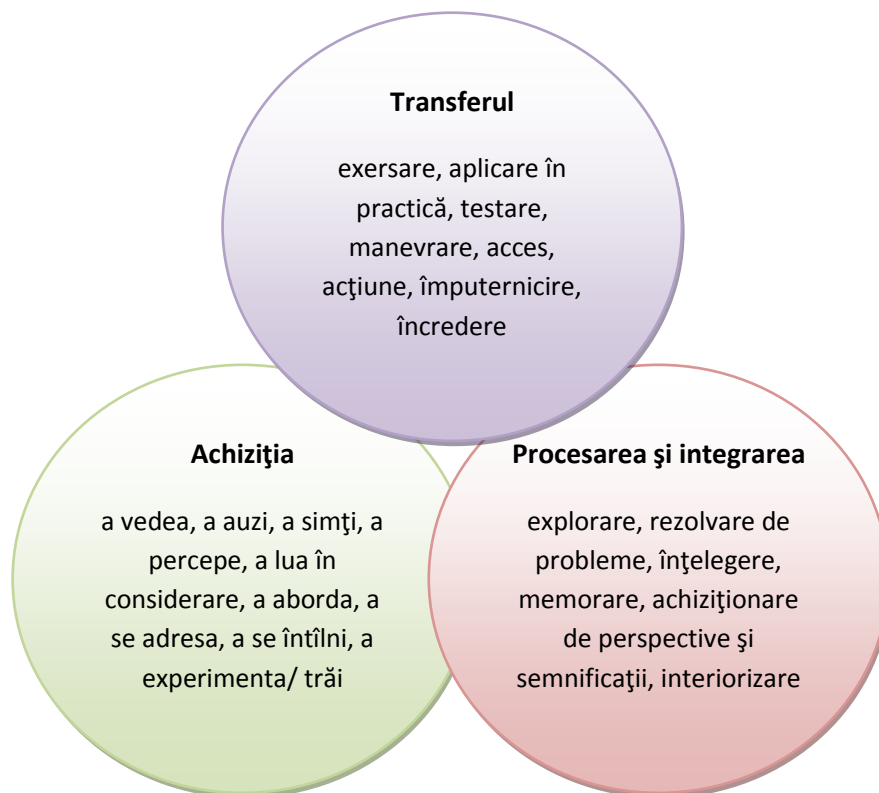 Transferul
exersare, aplicare în
practică, testare,
manevrare, acces,
acţiune, împuternicire,
încredere
Achiziţia
a vedea, a auzi, a simţi, a
percepe, a lua în
considerare, a aborda, a
se adresa, a se întîlni, a
experimenta/ trăi
Procesarea şi integrarea
explorare, rezolvare de
probleme, înţelegere,
memorare, achiziţionare
de perspective şi
semnificaţii, interiorizare